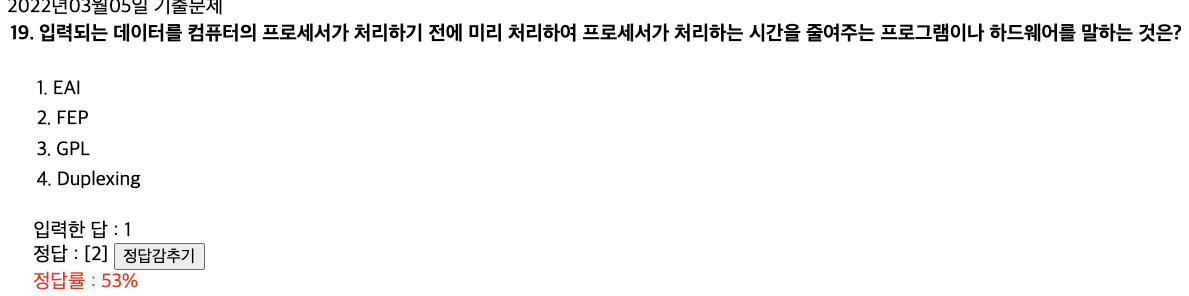 2022년03월05일 기출문제
19. 입력되는 데이터를 컴퓨터의 프로세서가 처리하기 전에 미리 처리하여 프로세서가 처리하는 시간을 줄여주는 프로그램이나 하드웨어를 말하는 것은?
1. EAI
2. FEP
3. GPL
4. Duplexing
입력한 답 : 1
정답 : [2] 정답감추기
정답률 : 53%